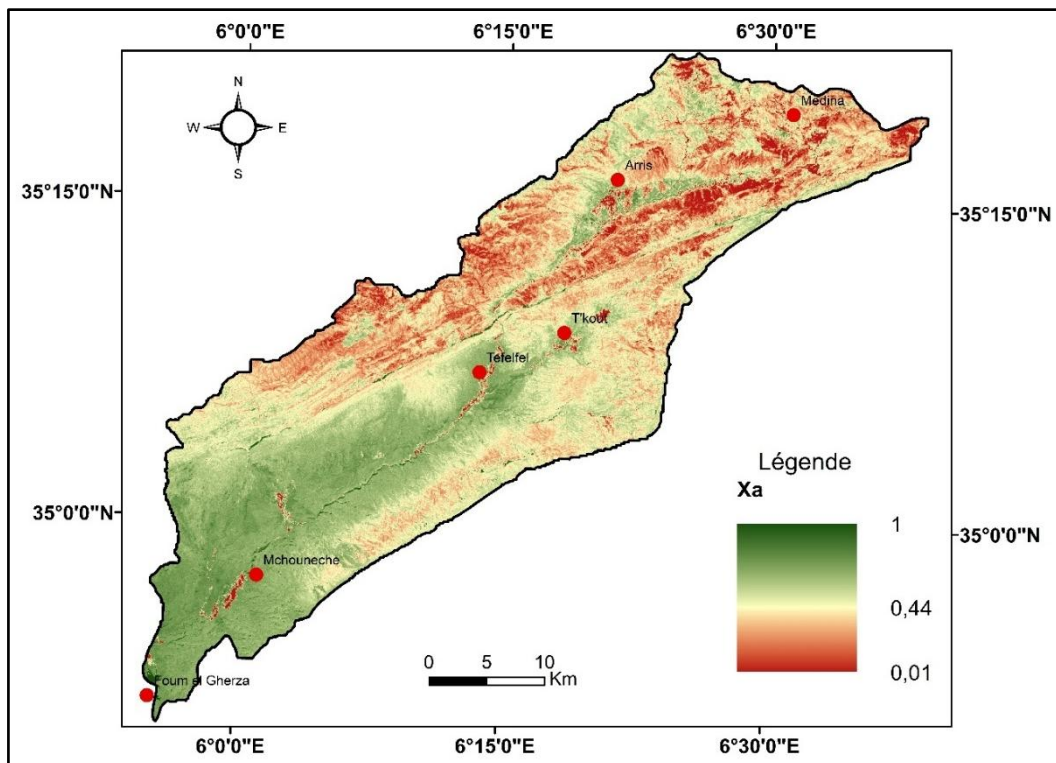 6°0'0"E 6°15'0"E 6°30'0"E
N
W E
S
Medina
Arris
35°15'0"N
35°15'0"N
T'kout
Tefelfel
Légende
Xa
35°0'0"N
1
35°0'0"N
Mchouneche
0,44
0 5 10
Km
0,01
Foum el Gherza
6°0'0"E 6°15'0"E 6°30'0"E